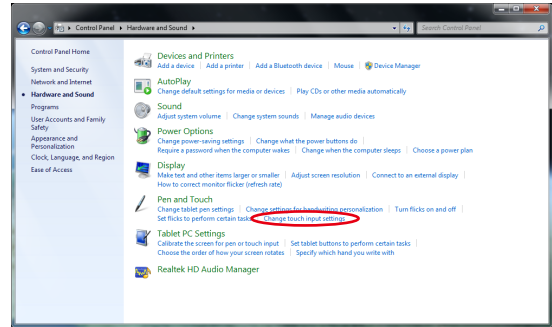 Control Panel ▸ Hardware and Sound ▸
Search Control Panel
Control Panel Home
System and Security
Network and Internet
Hardware and Sound
Programs
User Accounts and Family
Safety
Appearance and
Personalization
Clock, Language, and Region
Ease of Access
Devices and Printers
Add a device | Add a printer | Add a Bluetooth device | Mouse | Device Manager
AutoPlay
Change default settings for media or devices | Play CDs or other media automatically
Sound
Adjust system volume | Change system sounds | Manage audio devices
Power Options
Change power-saving settings | Change what the power buttons do |
Require a password when the computer wakes | Change when the computer sleeps | Choose a power plan
Display
Make text and other items larger or smaller | Adjust screen resolution | Connect to an external display |
How to correct monitor flicker (refresh rate)
Pen and Touch
Change tablet pen settings | Change settings for handwriting personalization | Turn flicks on and off |
Set flicks to perform certain tasks | Change touch input settings
Tablet PC Settings
Calibrate the screen for pen or touch input | Set tablet buttons to perform certain tasks |
Choose the order of how your screen rotates | Specify which hand you write with
Realtek HD Audio Manager